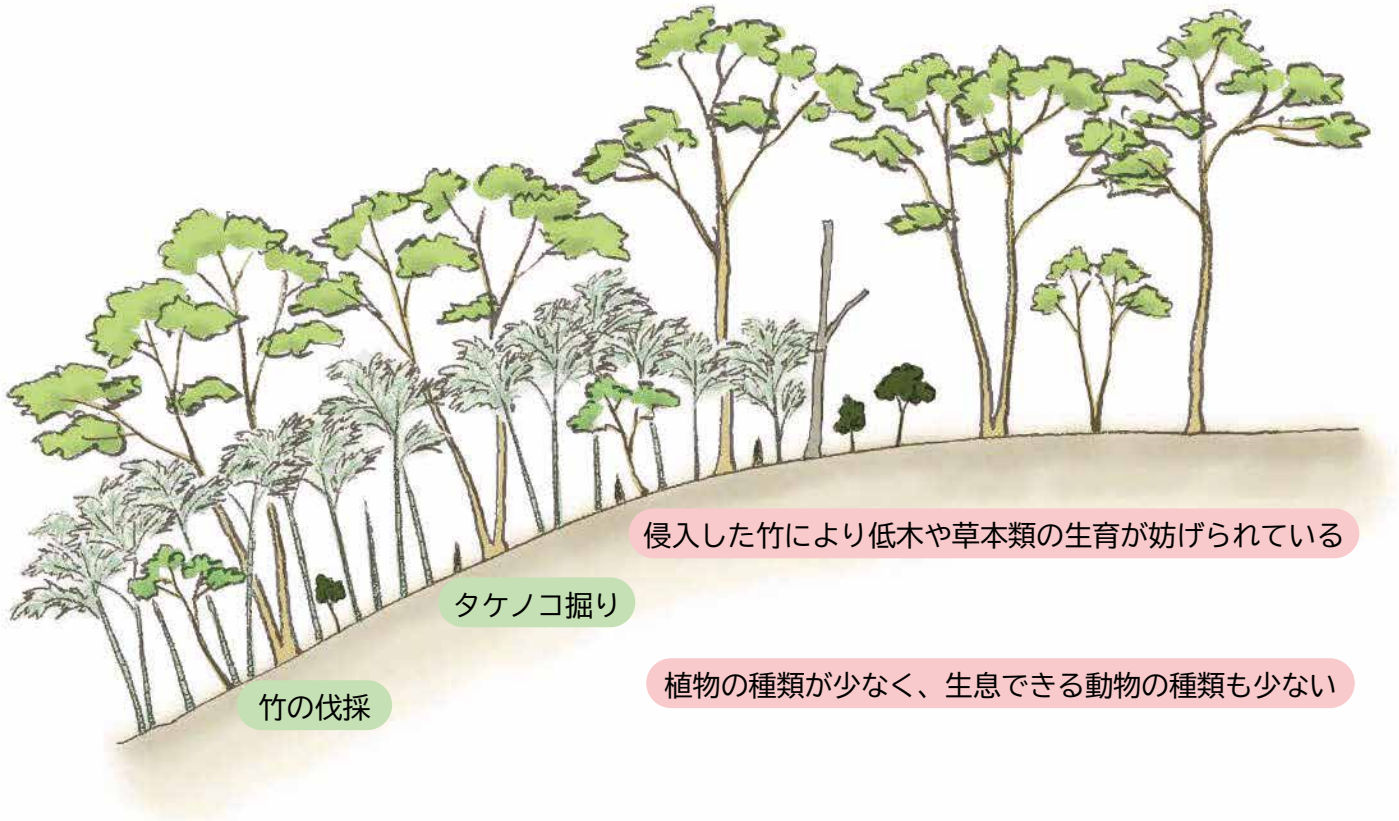 侵入した竹により低木や草本類の生育が妨げられている
タケノコ掘り
植物の種類が少なく、生息できる動物の種類も少ない
竹の伐採